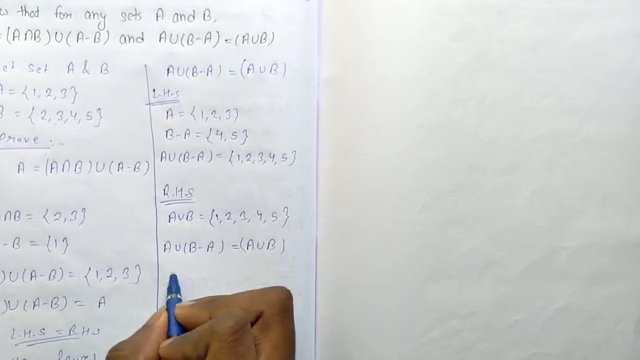 w that for any sets A and B,
=(A∩B)∪(A-B) and A∪(B-A)=(A∪B)
et set A & B
A={1,2,3}
B={2,3,4,5}
Prove:-
A=(A∩B)∪(A-B)
∩B={2,3}
-B={1}
)∪(A-B)={1,2,3}
)∪(A-B)=A
L.H.S=R.H.S
A∪(B-A)=(A∪B)
L.H.S
A={1,2,3}
B-A={4,5}
A∪(B-A)={1,2,3,4,5}
R.H.S
A∪B={1,2,3,4,5}
A∪(B-A)=(A∪B)